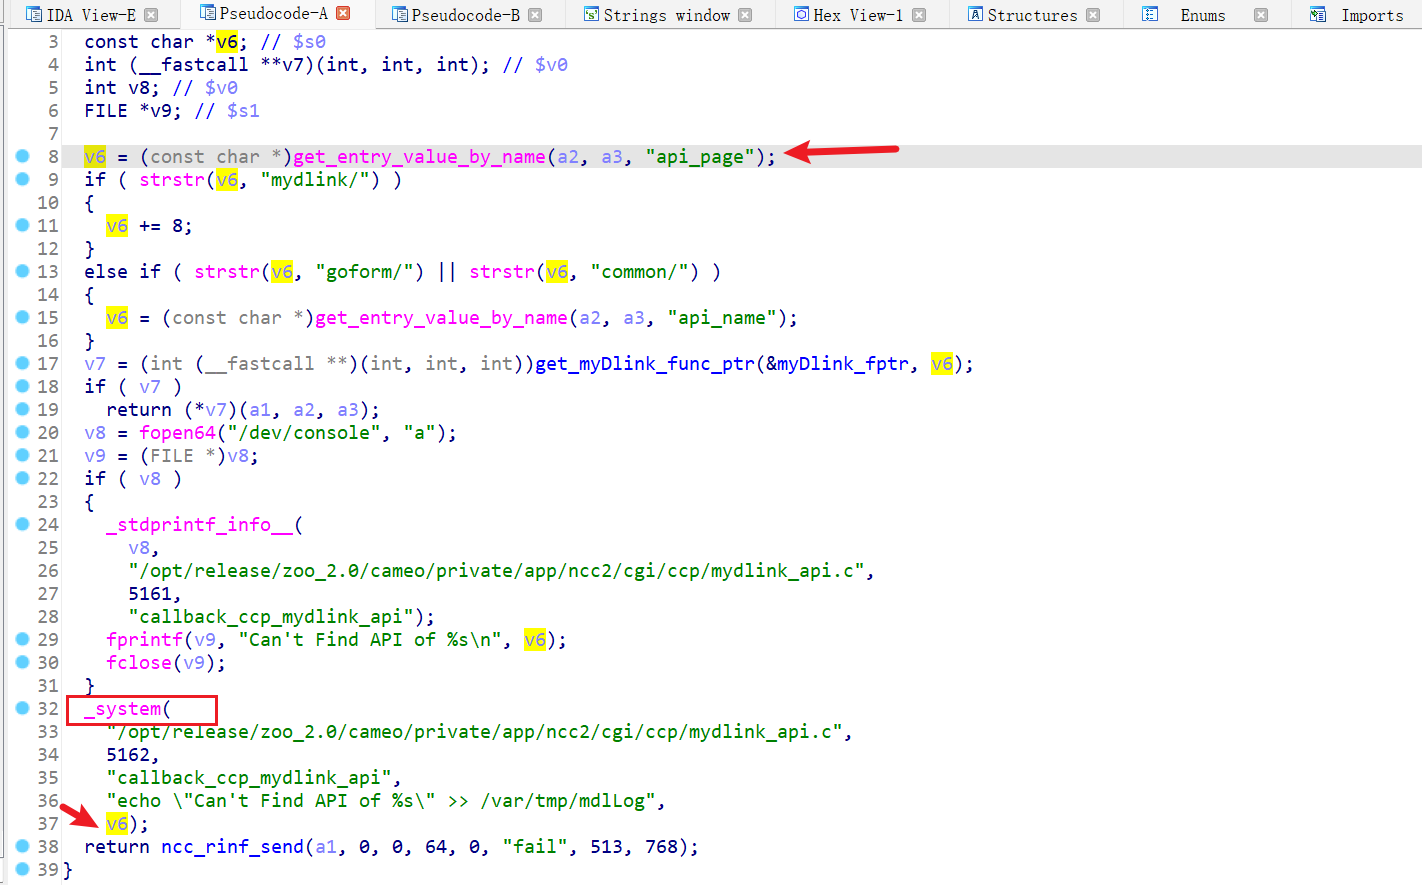 IDA View-E Pseudocode-A Pseudocode-B Strings window Hex View-1 Structures Enums Imports
3 const char *v6; // $s0
4 int (__fastcall **v7)(int, int, int); // $v0
5 int v8; // $v0
6 FILE *v9; // $s1
7
8 v6 = (const char *)get_entry_value_by_name(a2, a3, "api_page");
9 if ( strstr(v6, "mydlink/") )
10 {
11 v6 += 8;
12 }
13 else if ( strstr(v6, "goform/") || strstr(v6, "common/") )
14 {
15 v6 = (const char *)get_entry_value_by_name(a2, a3, "api_name");
16 }
17 v7 = (int (__fastcall **)(int, int, int))get_myDlink_func_ptr(&myDlink_fptr, v6);
18 if ( v7 )
19 return (*v7)(a1, a2, a3);
20 v8 = fopen64("/dev/console", "a");
21 v9 = (FILE *)v8;
22 if ( v8 )
23 {
24 _stdprintf_info__(
25 v8,
26 "/opt/release/zoo_2.0/cameo/private/app/ncc2/cgi/ccp/mydlink_api.c",
27 5161,
28 "callback_ccp_mydlink_api");
29 fprintf(v9, "Can't Find API of %s\n", v6);
30 fclose(v9);
31 }
32 _system(
33 "/opt/release/zoo_2.0/cameo/private/app/ncc2/cgi/ccp/mydlink_api.c",
34 5162,
35 "callback_ccp_mydlink_api",
36 "echo \"Can't Find API of %s\" >> /var/tmp/mdlLog",
37 v6);
38 return ncc_rinf_send(a1, 0, 0, 64, 0, "fail", 513, 768);
39 }